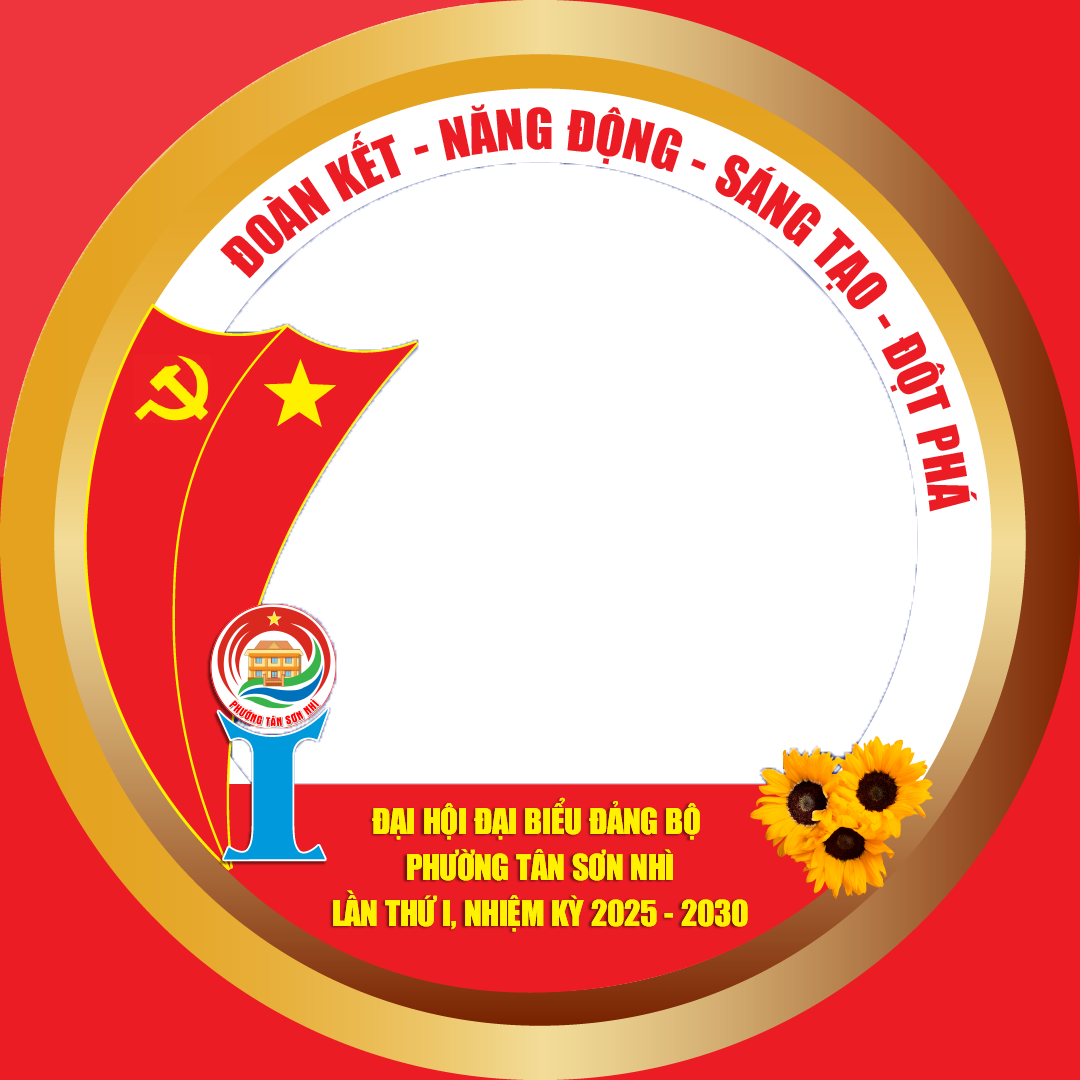 ĐOÀN KẾT - NĂNG ĐỘNG - SÁNG TẠO - ĐỘT PHÁ
PHƯỜNG TÂN SƠN NHÌ
I
ĐẠI HỘI ĐẠI BIỂU ĐẢNG BỘ
PHƯỜNG TÂN SƠN NHÌ
LẦN THỨ I, NHIỆM KỲ 2025 - 2030